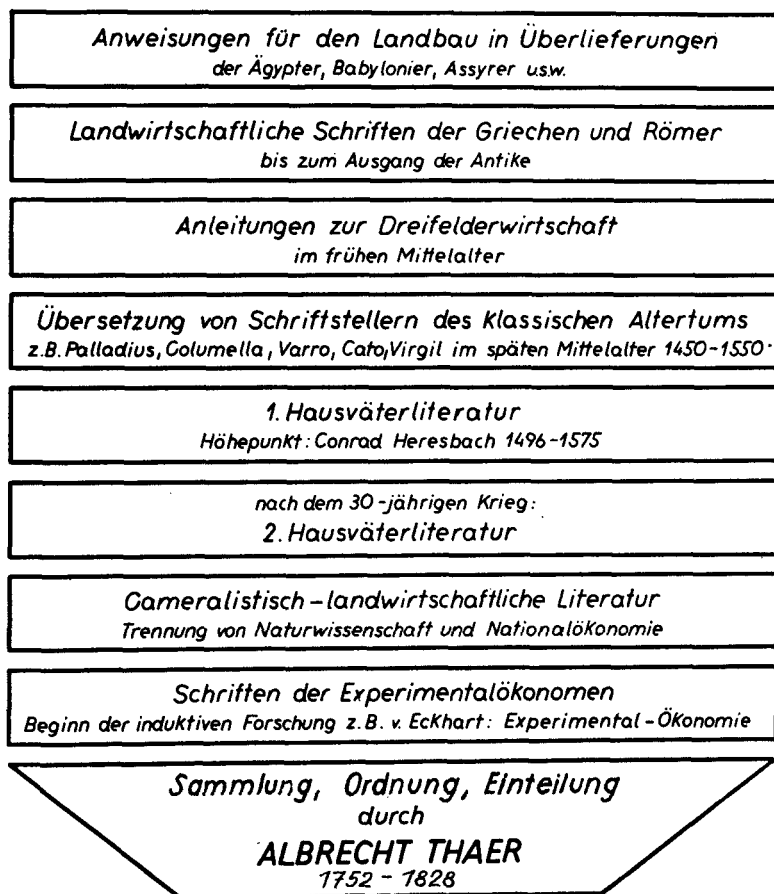 Anweisungen für den Landbau in Überlieferungen
der Ägypter, Babylonier, Assyrer usw.
Landwirtschaftliche Schriften der Griechen und Römer
bis zum Ausgang der Antike
Anleitungen zur Dreifelderwirtschaft
im frühen Mittelalter
Übersetzung von Schriftstellern des Klassischen Altertums
z.B. Palladius, Columella, Varro, Cato, Virgil im späten Mittelalter 1450-1550
1. Hausväterliteratur
Höhepunkt: Conrad Heresbach 1496-1575
nach dem 30-jährigen Krieg:
2. Hausväterliteratur
Cameralistisch-landwirtschaftliche Literatur
Trennung von Naturwissenschaft und Nationalökonomie
Schriften der Experimentalökonomen
Beginn der induktiven Forschung z.B. v. Eckhart: Experimental-Ökonomie
Sammlung, Ordnung, Einteilung
durch
ALBRECHT THAER
1752 - 1828